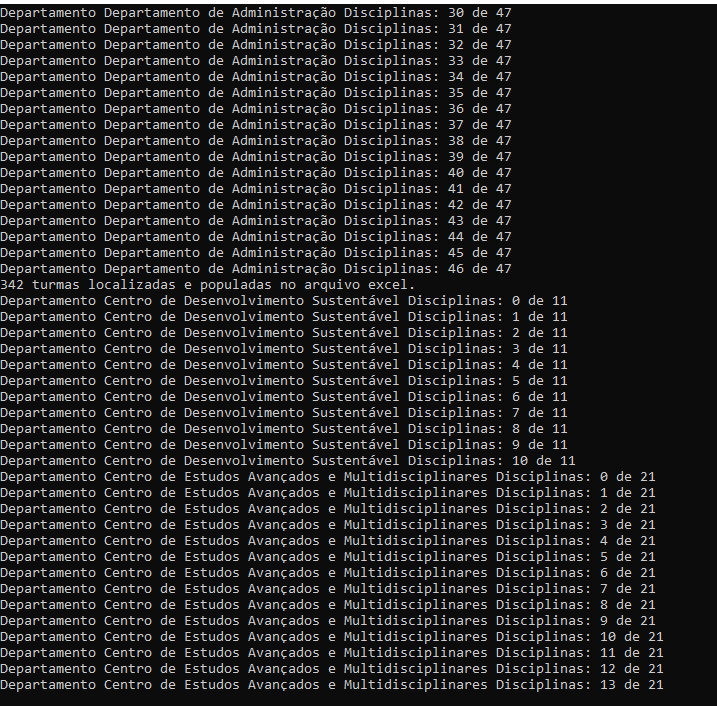 Departamento Departamento de Administração Disciplinas: 30 de 47
Departamento Departamento de Administração Disciplinas: 31 de 47
Departamento Departamento de Administração Disciplinas: 32 de 47
Departamento Departamento de Administração Disciplinas: 33 de 47
Departamento Departamento de Administração Disciplinas: 34 de 47
Departamento Departamento de Administração Disciplinas: 35 de 47
Departamento Departamento de Administração Disciplinas: 36 de 47
Departamento Departamento de Administração Disciplinas: 37 de 47
Departamento Departamento de Administração Disciplinas: 38 de 47
Departamento Departamento de Administração Disciplinas: 39 de 47
Departamento Departamento de Administração Disciplinas: 40 de 47
Departamento Departamento de Administração Disciplinas: 41 de 47
Departamento Departamento de Administração Disciplinas: 42 de 47
Departamento Departamento de Administração Disciplinas: 43 de 47
Departamento Departamento de Administração Disciplinas: 44 de 47
Departamento Departamento de Administração Disciplinas: 45 de 47
Departamento Departamento de Administração Disciplinas: 46 de 47
342 turmas localizadas e populadas no arquivo excel.
Departamento Centro de Desenvolvimento Sustentável Disciplinas: 0 de 11
Departamento Centro de Desenvolvimento Sustentável Disciplinas: 1 de 11
Departamento Centro de Desenvolvimento Sustentável Disciplinas: 2 de 11
Departamento Centro de Desenvolvimento Sustentável Disciplinas: 3 de 11
Departamento Centro de Desenvolvimento Sustentável Disciplinas: 4 de 11
Departamento Centro de Desenvolvimento Sustentável Disciplinas: 5 de 11
Departamento Centro de Desenvolvimento Sustentável Disciplinas: 6 de 11
Departamento Centro de Desenvolvimento Sustentável Disciplinas: 7 de 11
Departamento Centro de Desenvolvimento Sustentável Disciplinas: 8 de 11
Departamento Centro de Desenvolvimento Sustentável Disciplinas: 9 de 11
Departamento Centro de Desenvolvimento Sustentável Disciplinas: 10 de 11
Departamento Centro de Estudos Avançados e Multidisciplinares Disciplinas: 0 de 21
Departamento Centro de Estudos Avançados e Multidisciplinares Disciplinas: 1 de 21
Departamento Centro de Estudos Avançados e Multidisciplinares Disciplinas: 2 de 21
Departamento Centro de Estudos Avançados e Multidisciplinares Disciplinas: 3 de 21
Departamento Centro de Estudos Avançados e Multidisciplinares Disciplinas: 4 de 21
Departamento Centro de Estudos Avançados e Multidisciplinares Disciplinas: 5 de 21
Departamento Centro de Estudos Avançados e Multidisciplinares Disciplinas: 6 de 21
Departamento Centro de Estudos Avançados e Multidisciplinares Disciplinas: 7 de 21
Departamento Centro de Estudos Avançados e Multidisciplinares Disciplinas: 8 de 21
Departamento Centro de Estudos Avançados e Multidisciplinares Disciplinas: 9 de 21
Departamento Centro de Estudos Avançados e Multidisciplinares Disciplinas: 10 de 21
Departamento Centro de Estudos Avançados e Multidisciplinares Disciplinas: 11 de 21
Departamento Centro de Estudos Avançados e Multidisciplinares Disciplinas: 12 de 21
Departamento Centro de Estudos Avançados e Multidisciplinares Disciplinas: 13 de 21